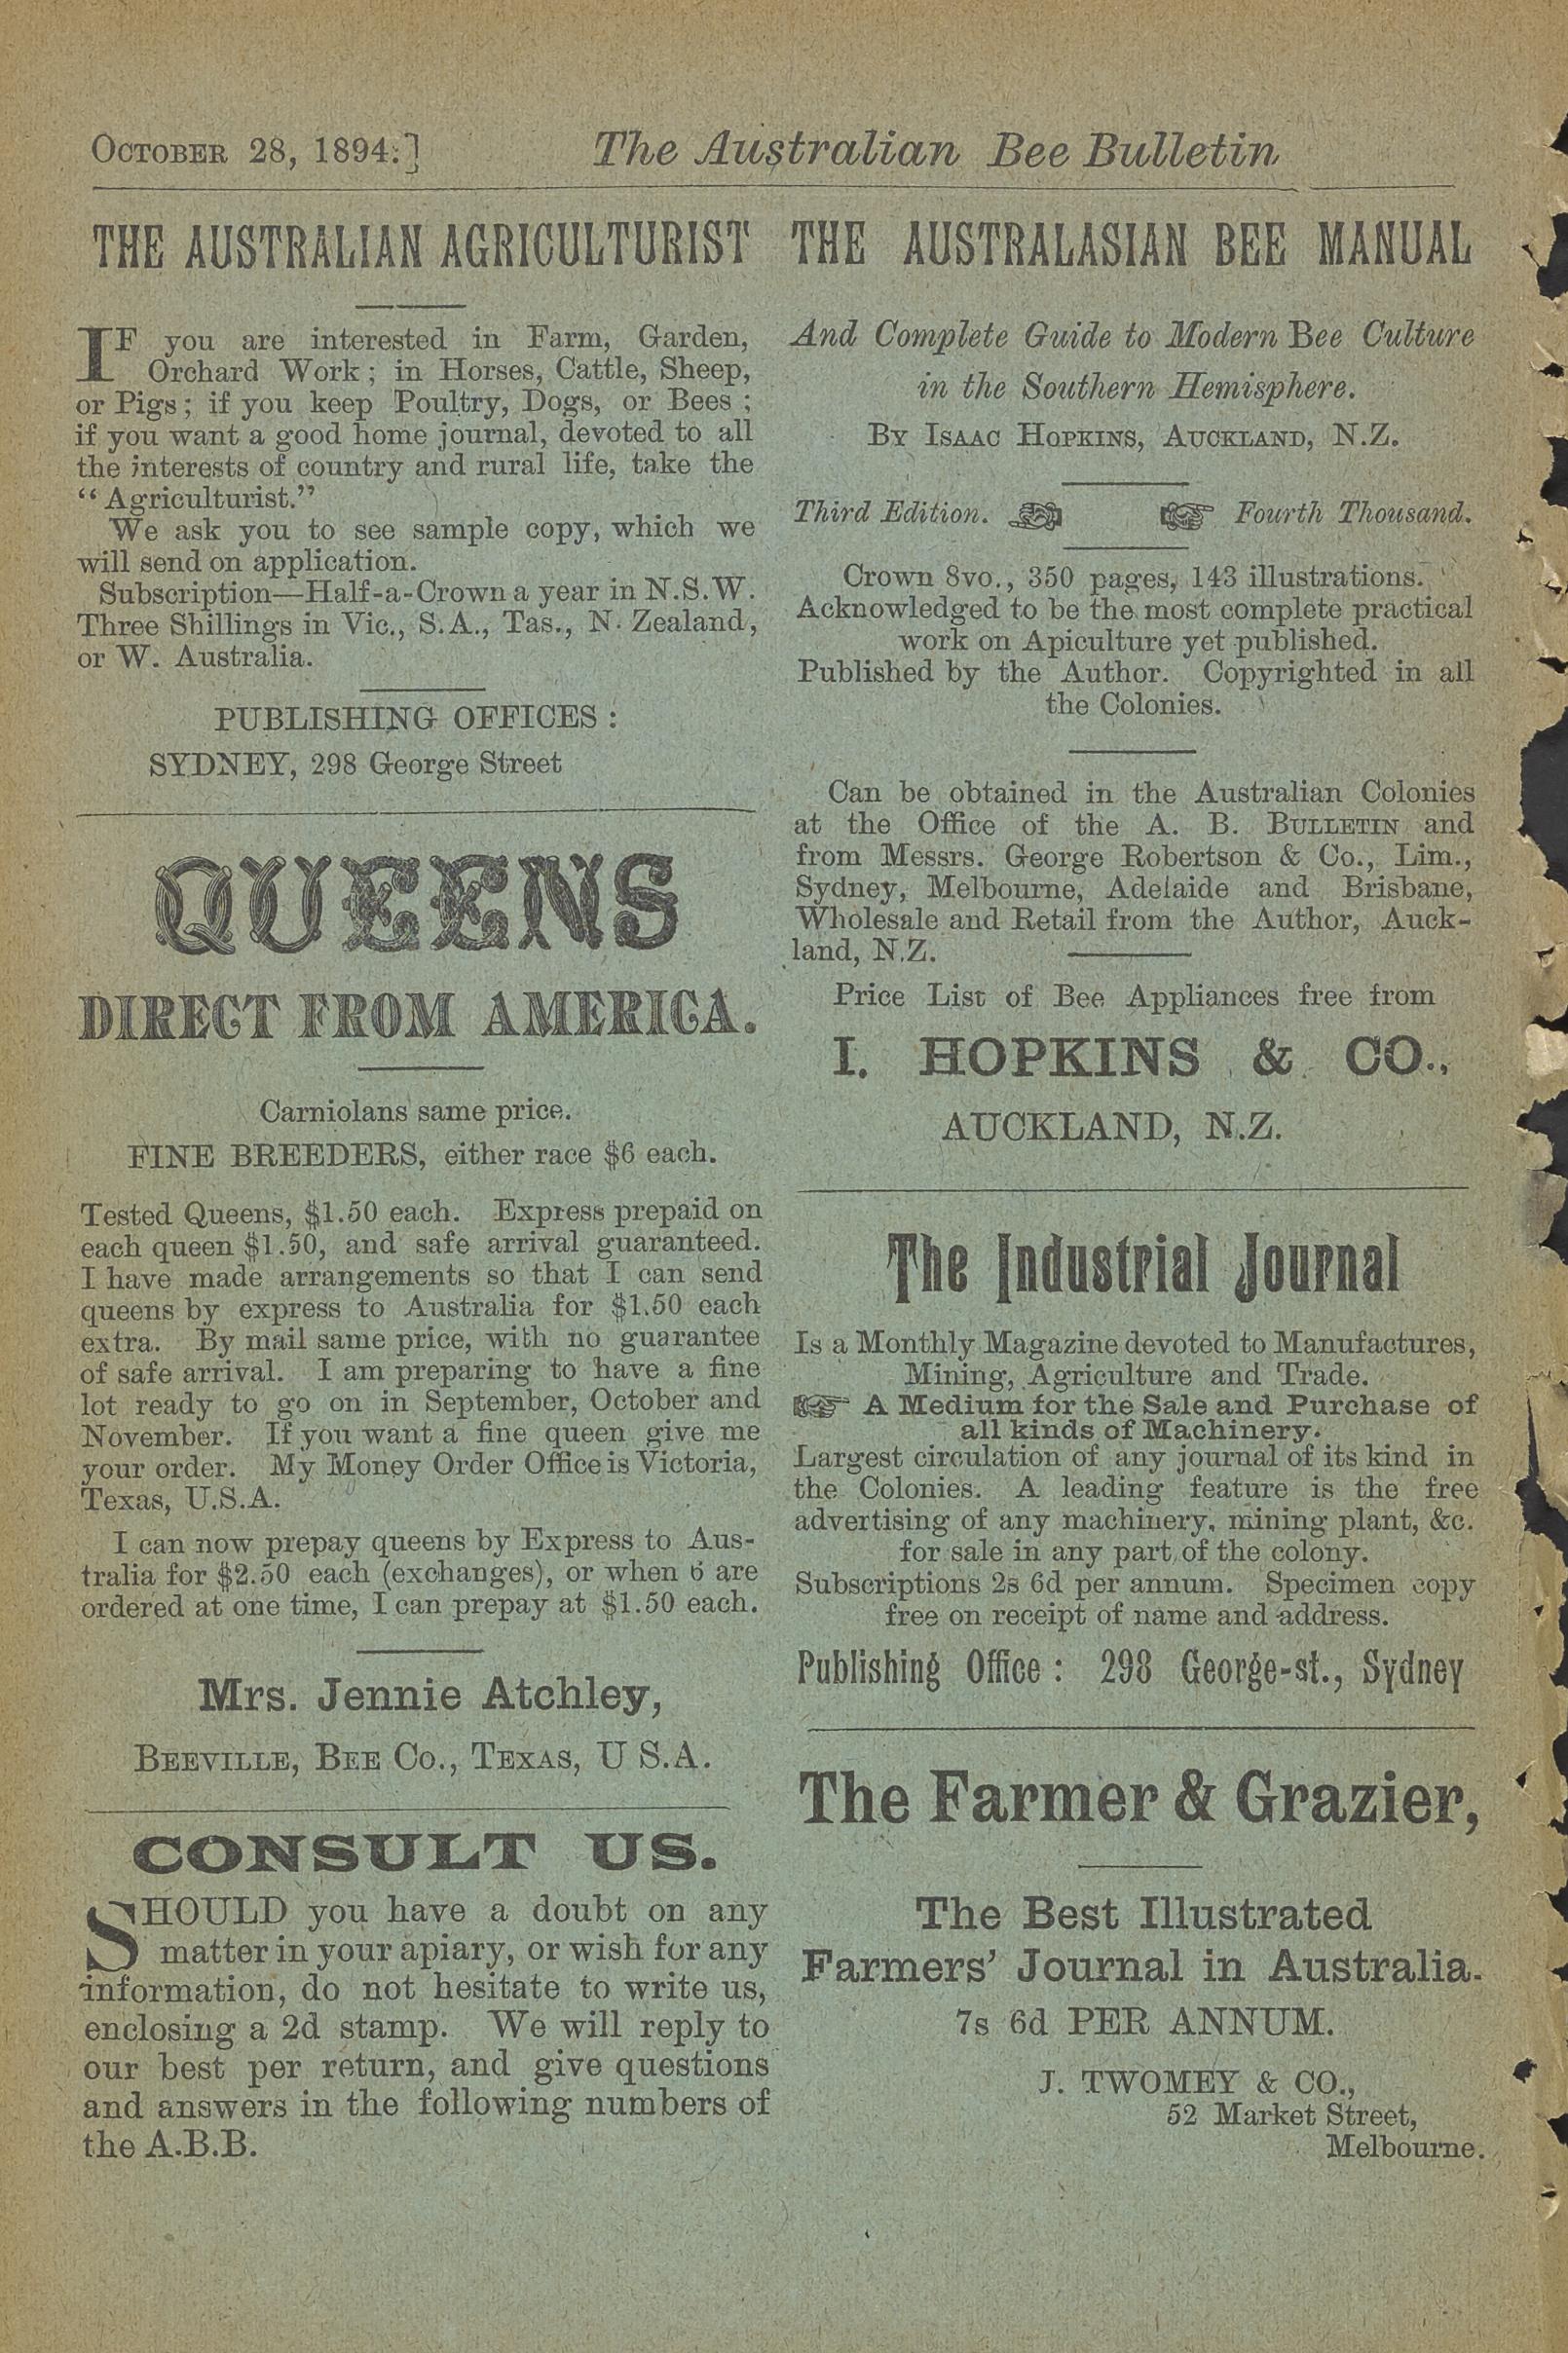 OCTOBER 28, 1894.] The Australian Bee Bulletin
THE AUSTRALIAN AGRICULTURIST
IF you are interested in Farm, Garden,
Orchard Work; in Horses, Cattle, Sheep,
or Pigs; if you keep Poultry, Dogs, or Bees;
if you want a good home journal, devoted to all
the interests of country and rural life, take the
"Agriculturist."
We ask you to see sample copy, which we
will send on application.
Subscription—Half-a-Crown a year in N.S.W.
Three Shillings in Vic., S.A., Tas., N. Zealand,
or W. Australia.
PUBLISHING OFFICES:
SYDNEY, 298 George Street
QUEENS
DIRECT FROM AMERICA.
Carniolans same price.
FINE BREEDERS, either race $6 each.
Tested Queens, $1.50 each. Express prepaid on
each queen $1.50, and safe arrival guaranteed.
I have made arrangements so that I can send
queens by express to Australia for $1.50 each
extra. By mail same price, with no guarantee
of safe arrival. I am preparing to have a fine
lot ready to go on in September, October and
November. If you want a fine queen give me
your order. My Money Order Office is Victoria,
Texas, U.S.A.
I can now prepay queens by Express to Aus-
tralia for $2.50 each (exchanges), or when 6 are
ordered at one time, I can prepay at $1.50 each.
Mrs. Jennie Atchley,
BEEVILLE, BEE CO., TEXAS, U S.A.
CONSULT US.
SHOULD you have a doubt on any
matter in your apiary, or wish for any
information, do not hesitate to write us,
enclosing a 2d stamp. We will reply to
our best per return, and give questions
and answers in the following numbers of
the A.B.B.
THE AUSTRALASIAN BEE MANUAL
And Complete Guide to Modern Bee Culture
in the Southern Hemisphere.
BY ISAAC HOPKINS, AUCKLAND, N.Z.
Third Edition. Fourth Thousand.
Crown 8vo., 350 pages, 143 illustrations.
Acknowledged to be the most complete practical
work on Apiculture yet published.
Published by the Author. Copyrighted in all
the Colonies.
Can be obtained in the Australian Colonies
at the Office of the A. B. BULLETIN and
from Messrs. George Robertson & Co., Lim.,
Sydney, Melbourne, Adelaide and Brisbane,
Wholesale and Retail from the Author, Auck-
land, N.Z.
Price List of Bee Appliances free from
I. HOPKINS & CO.,
AUCKLAND, N.Z.
The Industrial Journal
Is a Monthly Magazine devoted to Manufactures,
Mining, Agriculture and Trade.
A Medium for the Sale and Purchase of
all kinds of Machinery.
Largest circulation of any journal of its kind in
the Colonies. A leading feature is the free
advertising of any machinery, mining plant, &c.
for sale in any part of the colony.
Subscriptions 2s 6d per annum. Specimen copy
free on receipt of name and address.
Publishing Office: 298 George-st., Sydney
The Farmer & Grazier,
The Best Illustrated
Farmers' Journal in Australia.
7s 6d PER ANNUM.
J. TWOMEY & CO.,
52 Market Street,
Melbourne.